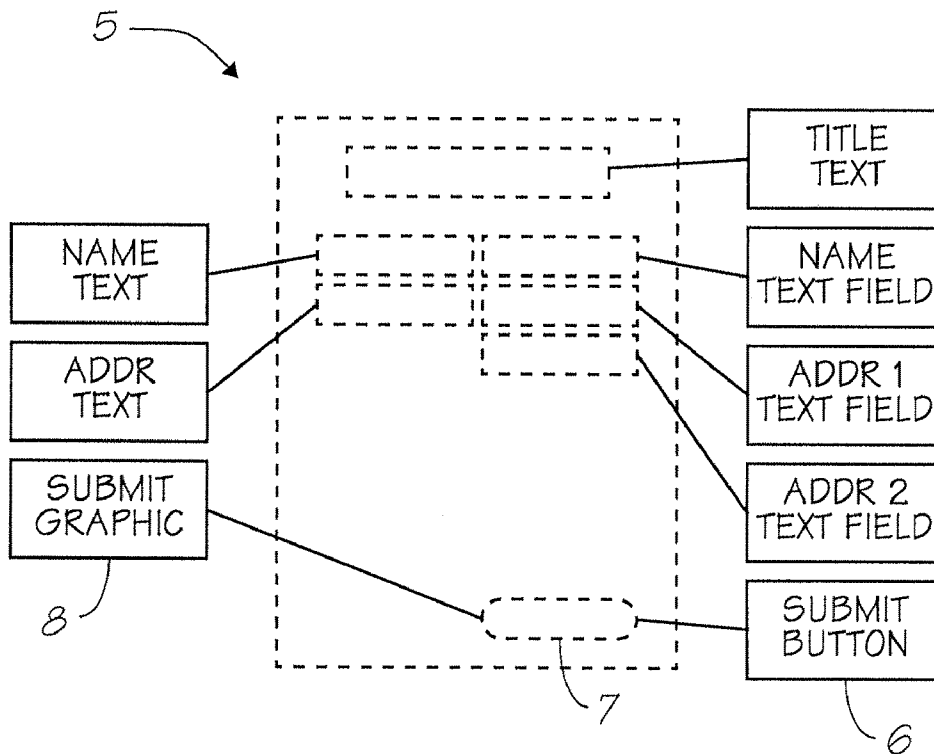 5
TITLE
TEXT
NAME
TEXT
NAME
TEXT FIELD
ADDR
TEXT
ADDR 1
TEXT FIELD
SUBMIT
GRAPHIC
ADDR 2
TEXT FIELD
SUBMIT
BUTTON
8
7
6